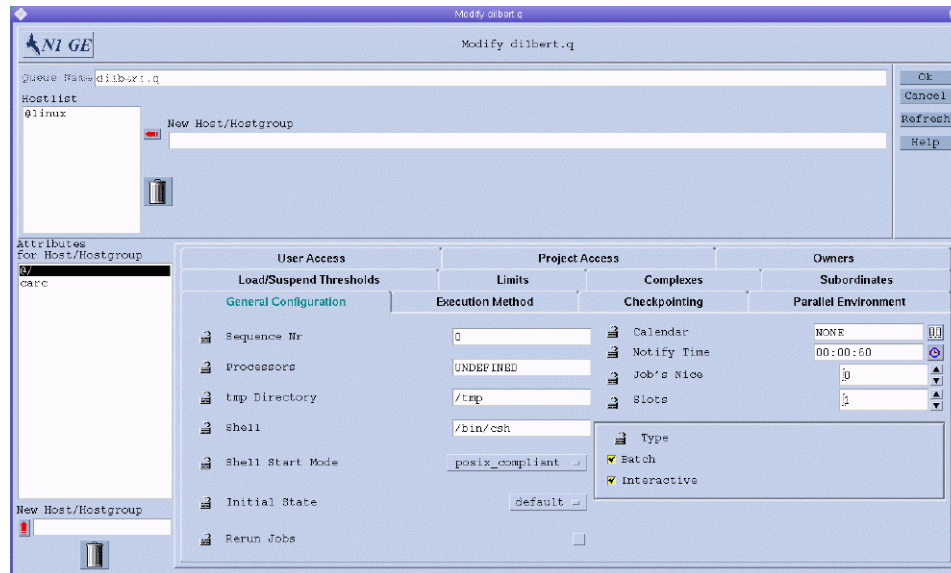 Modify dilbert.q
N1 GE
Modify dilbert.q
Queue Name dilbert.q
Ok
Cancel
Refresh
Help
Hostlist
@linux
New Host/Hostgroup
Attributes
for Host/Hostgroup
@/
carc
New Host/Hostgroup
User Access
Project Access
Owners
Load/Suspend Thresholds
Limits
Complexes
Subordinates
General Configuration
Execution Method
Checkpointing
Parallel Environment
Sequence Nr
0
Processors
UNDEFINED
tmp Directory
/tmp
Shell
/bin/csh
Shell Start Mode
posix_compliant
Initial State
default
Rerun Jobs
Calendar
NONE
Notify Time
00:00:60
Job's Nice
0
Slots
1
Type
Batch
Interactive